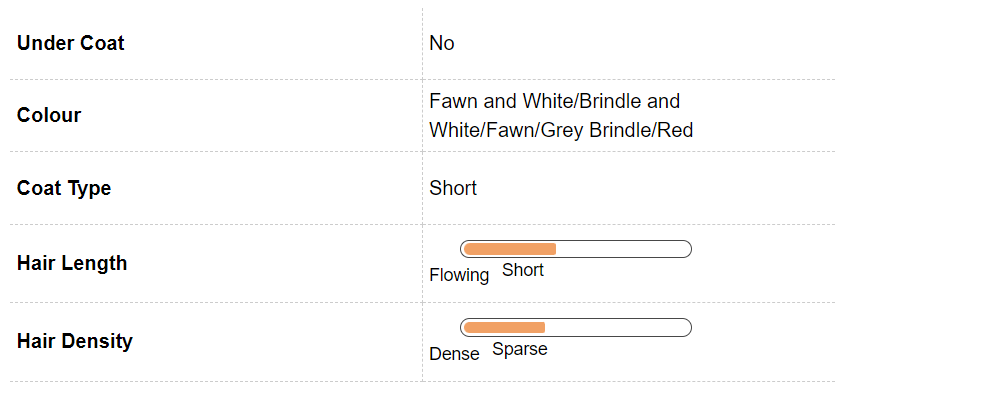 Under Coat
No
Colour
Fawn and White/Brindle and
White/Fawn/Grey Brindle/Red
Coat Type
Short
Hair Length
Flowing Short
Hair Density
Dense Sparse